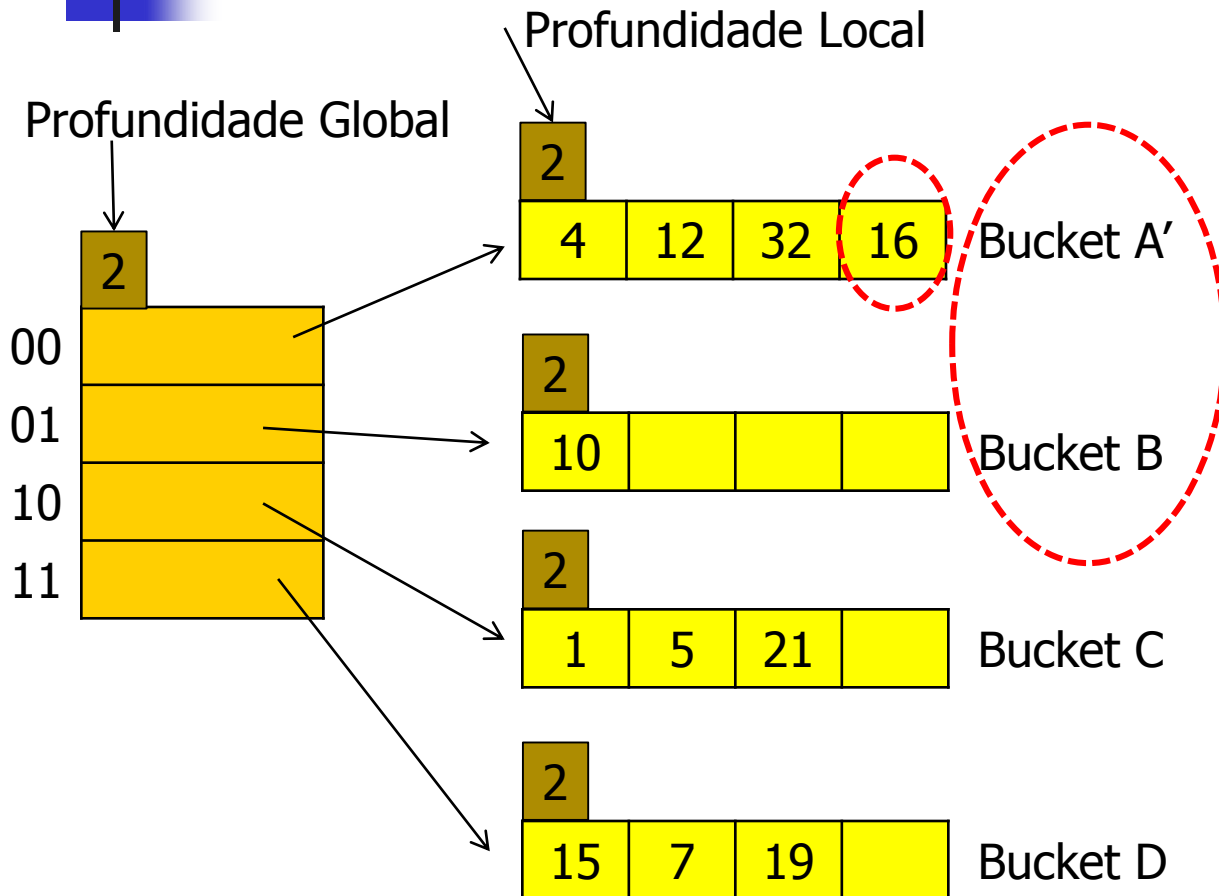 Profundidade Local
Profundidade Global
2
2
4 12 32 16 Bucket A’
00
01
10
11
2
10 Bucket B
2
1 5 21 Bucket C
2
15 7 19 Bucket D